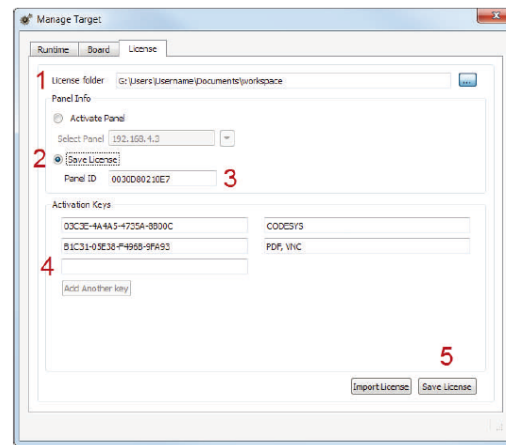 Manage Target
Runtime Board License
1 License folder G:\Users\Username\Documents\workspace ...
Panel Info
Activate Panel
Select Panel 192.168.4.3
2 Save License
Panel ID 0030D80210E7 3
Activation Keys
03C3E-4A4A5-4735A-8800C CODESYS
B1C31-05E38-F4968-9FA93 PDF, VNC
4
Add Another key
5
Import License Save License